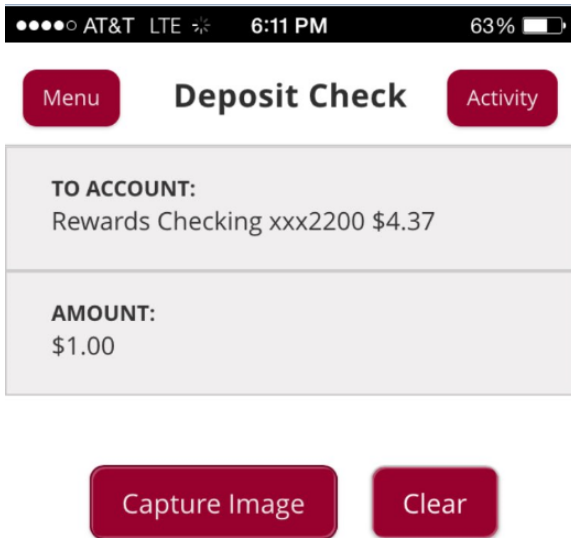 AT&T LTE 6:11 PM 63%
Menu Deposit Check Activity
TO ACCOUNT:
Rewards Checking xxx2200 $4.37
AMOUNT:
$1.00
Capture Image Clear